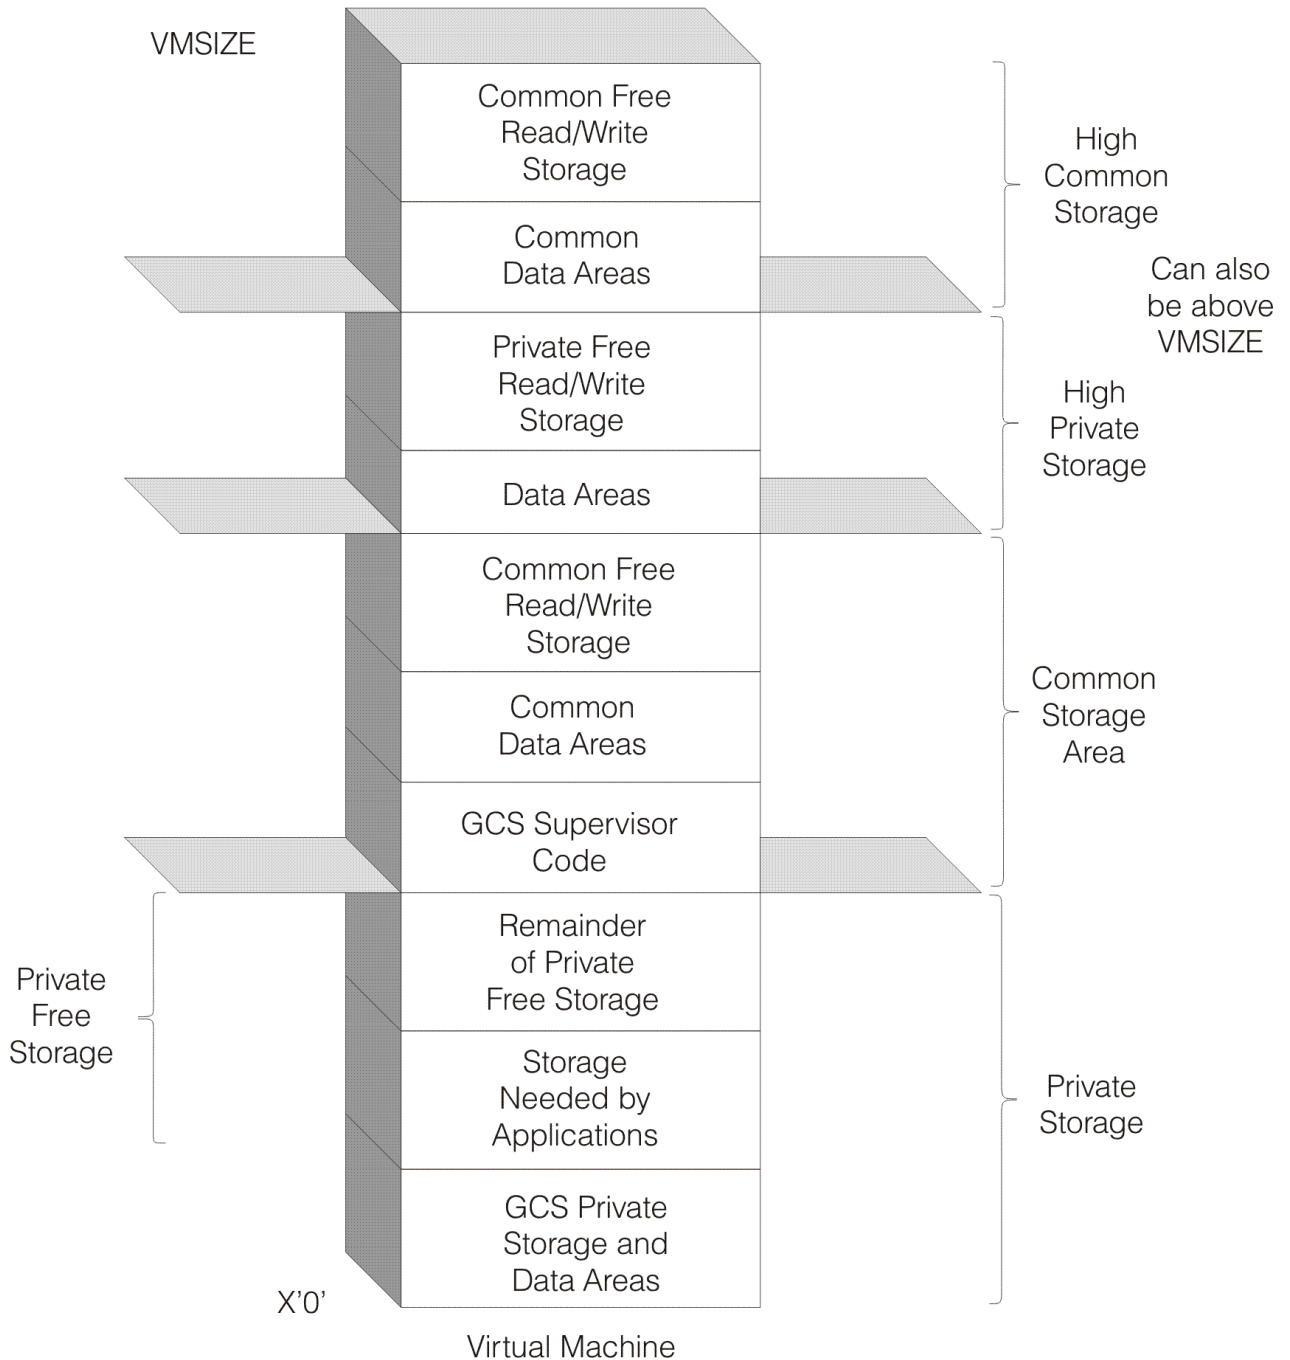 VMSIZE
Common Free
Read/Write
Storage
High
Common
Storage
Common
Data Areas
Can also
be above
VMSIZE
Private Free
Read/Write
Storage
High
Private
Storage
Data Areas
Common Free
Read/Write
Storage
Common
Storage
Area
Common
Data Areas
GCS Supervisor
Code
Remainder
of Private
Free Storage
Private
Free
Storage
Storage
Needed by
Applications
Private
Storage
GCS Private
Storage and
Data Areas
X'0'
Virtual Machine